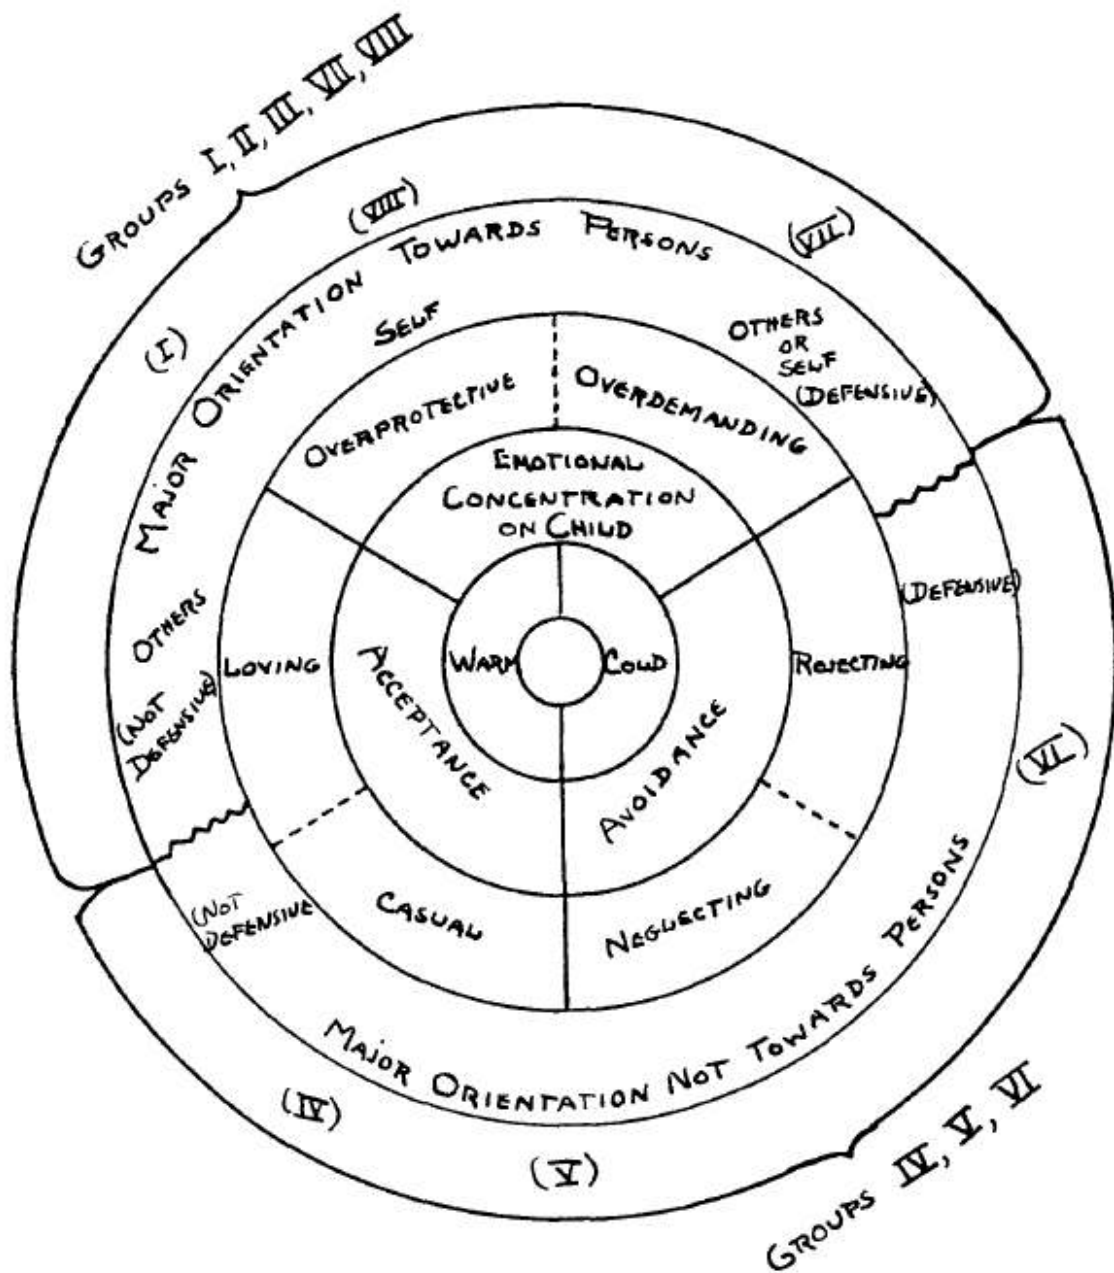 GROUPS I, II, III, VII, VIII
(VIII)
(VII)
(I)
MAJOR ORIENTATION TOWARDS PERSONS
SELF
OTHERS
OR
SELF
(DEFENSIVE)
OVERPROTECTIVE
OVERDEMANDING
EMOTIONAL
CONCENTRATION
ON CHILD
(DEFENSIVE)
OTHERS
(NOT
DEFENSIVE)
LOVING
ACCEPTANCE
WARM
COLD
AVOIDANCE
REJECTING
(VI)
(NOT
DEFENSIVE
CASUAL
NEGLECTING
MAJOR ORIENTATION NOT TOWARDS PERSONS
(IV)
(V)
GROUPS IV, V, VI